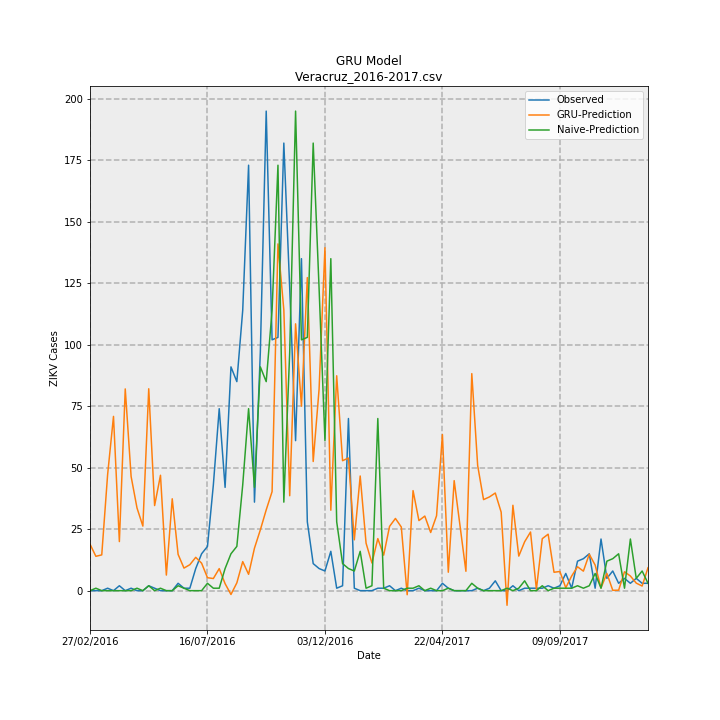 GRU Model
Veracruz_2016-2017.csv
Observed
GRU-Prediction
Naive-Prediction
200
175
150
125
100
75
50
25
0
ZIKV Cases
27/02/2016 16/07/2016 03/12/2016 22/04/2017 09/09/2017
Date